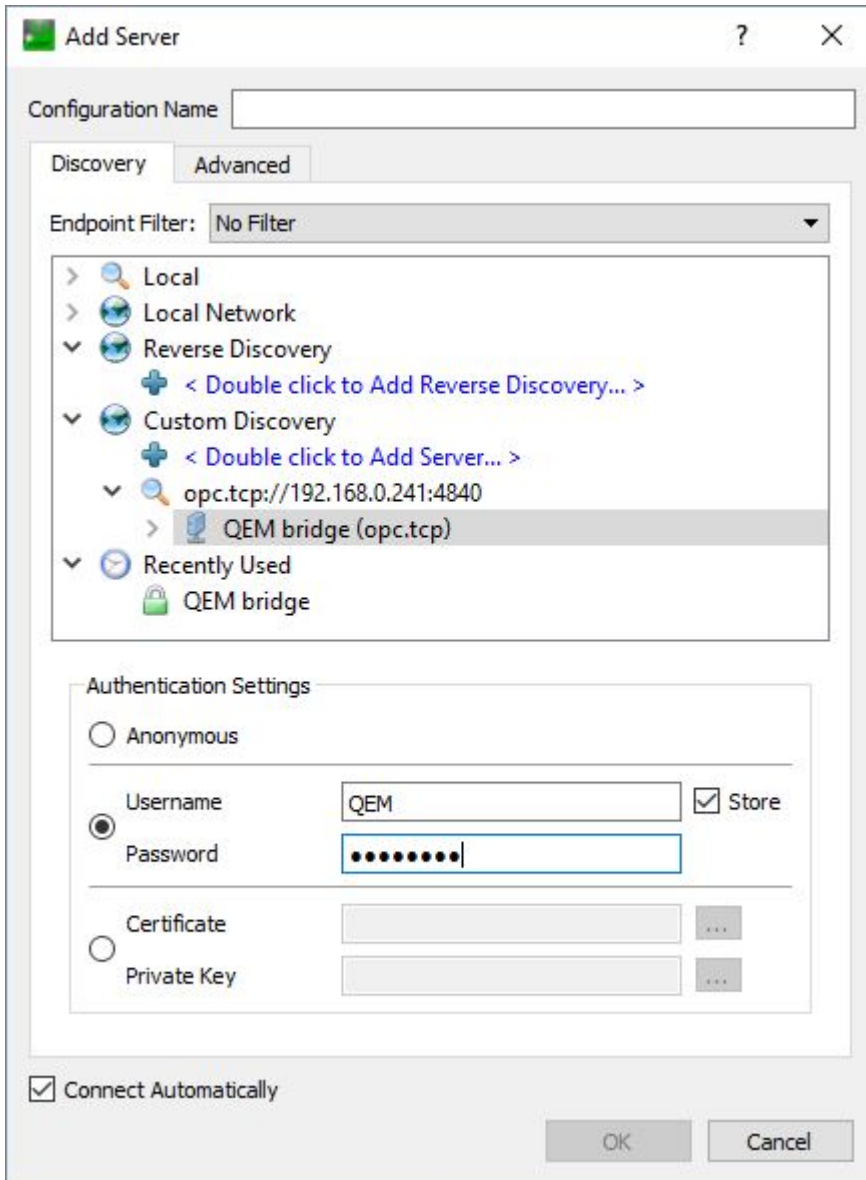 Add Server
?
Configuration Name
Discovery Advanced
Endpoint Filter: No Filter
Local
Local Network
Reverse Discovery
< Double click to Add Reverse Discovery... >
Custom Discovery
< Double click to Add Server... >
opc.tcp://192.168.0.241:4840
QEM bridge (opc.tcp)
Recently Used
QEM bridge
Authentication Settings
Anonymous
Username QEM Store
Password ●●●●●●●●
Certificate ...
Private Key ...
Connect Automatically
OK Cancel